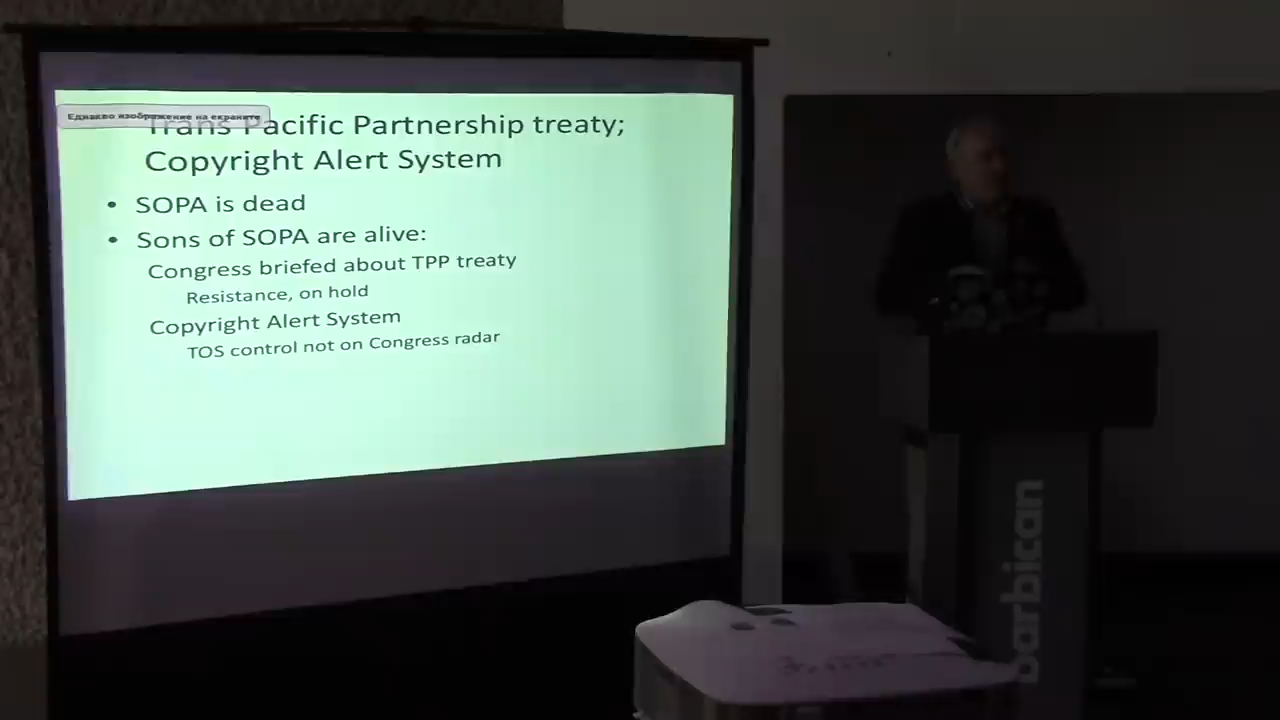 Еднакво изображение на екраните
Trans Pacific Partnership treaty;
Copyright Alert System
• SOPA is dead
• Sons of SOPA are alive:
Congress briefed about TPP treaty
Resistance, on hold
Copyright Alert System
TOS control not on Congress radar
barbican